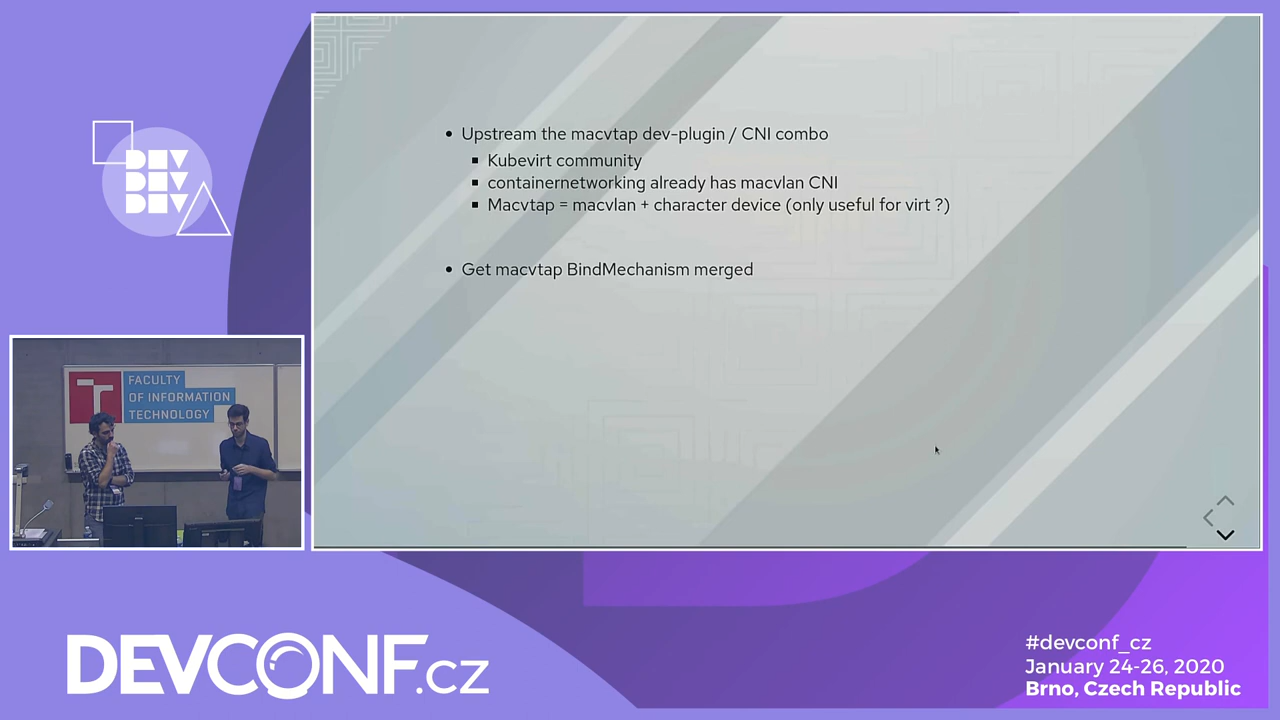 DEV
DEV
DEV
Upstream the macvtap dev-plugin / CNI combo
Kubevirt community
containernetworking already has macvlan CNI
Macvtap = macvlan + character device (only useful for virt ?)
Get macvtap BindMechanism merged
FACULTY
OF INFORMATION
TECHNOLOGY
DEVCONF.cz
#devconf_cz
January 24-26, 2020
Brno, Czech Republic